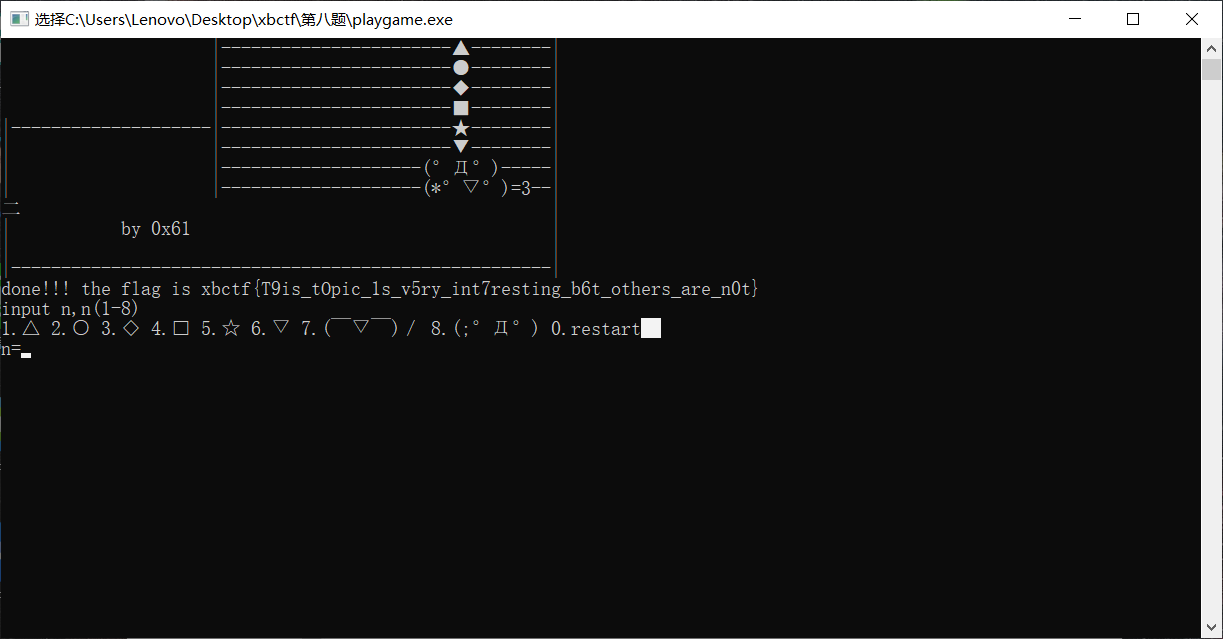 选择C:\Users\Lenovo\Desktop\xbctf\第八题\playgame.exe
|-----------------------▲--------|
|-----------------------●--------|
|-----------------------◆--------|
|-----------------------■--------|
|--------------------|-----------------------★--------|
|-----------------------▼--------|
|--------------------(°Д°)-----|
|--------------------(*°▽°)=3--|
二
by 0x61
|------------------------------------------------------|
done!!! the flag is xbctf{T9is_tOpic_1s_v5ry_int7resting_b6t_others_are_n0t}
input n,n(1-8)
1.△ 2.○ 3.◇ 4.□ 5.☆ 6.▽ 7.(￣▽￣)/ 8.(;°Д°) 0.restart
n=